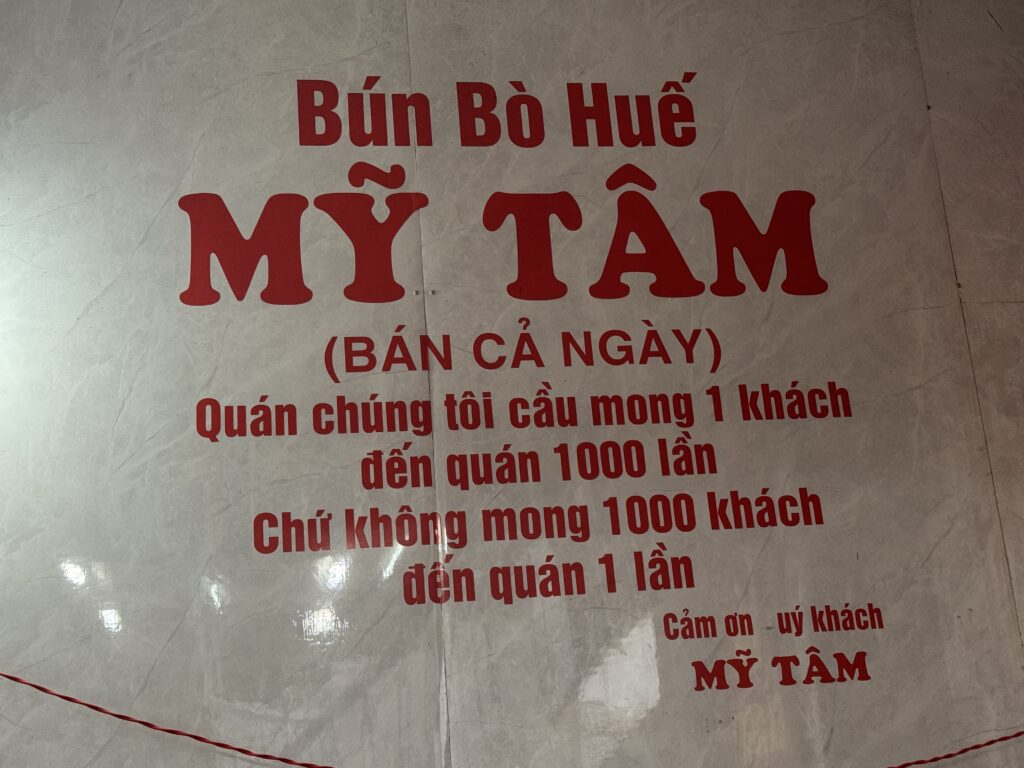 Bún Bò Huế
MỸ TÂM
(BÁN CẢ NGÀY)
Quán chúng tôi cầu mong 1 khách
đến quán 1000 lần
Chứ không mong 1000 khách
đến quán 1 lần
Cảm ơn uý khách
MỸ TÂM